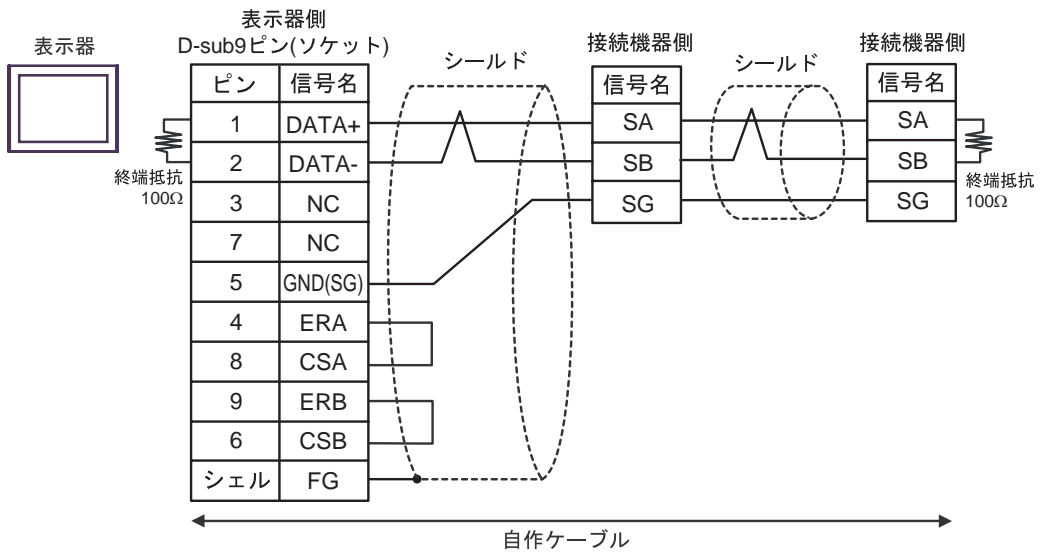 表示器
表示器側
D-sub9ピン(ソケット)
シールド
接続機器側
シールド
接続機器側
ピン 信号名
1 DATA+
2 DATA-
3 NC
7 NC
5 GND(SG)
4 ERA
8 CSA
9 ERB
6 CSB
シェル FG
終端抵抗
100Ω
信号名
SA
SB
SG
信号名
SA
SB
SG
終端抵抗
100Ω
自作ケーブル